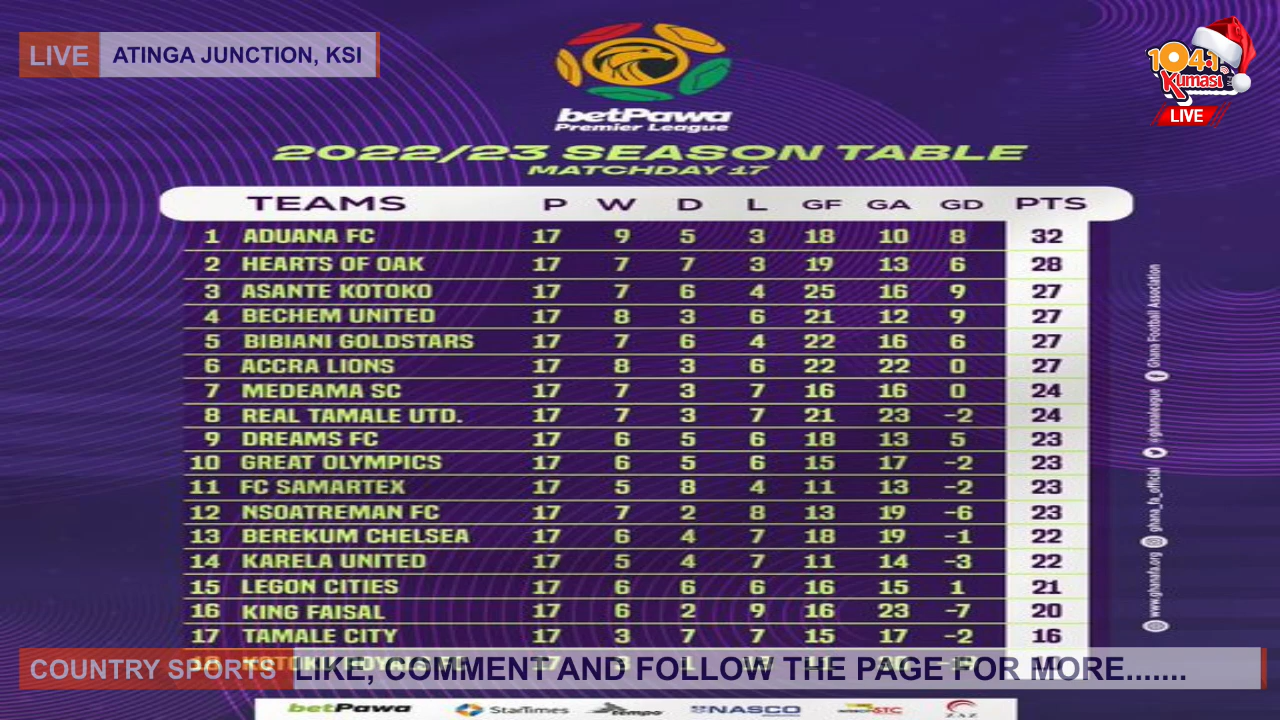 LIVE ATINGA JUNCTION, KSI
104.1
Kumasi
LIVE
betPawa
Premier League
2022/23 SEASON TABLE
MATCHDAY 17
TEAMS P W D L GF GA GD PTS
1 ADUANA FC 17 9 5 3 18 10 8 32
2 HEARTS OF OAK 17 7 7 3 19 13 6 28
3 ASANTE KOTOKO 17 7 6 4 25 16 9 27
4 BECHEM UNITED 17 8 3 6 21 12 9 27
5 BIBIANI GOLDSTARS 17 7 6 4 22 16 6 27
6 ACCRA LIONS 17 8 3 6 22 22 0 27
7 MEDEAMA SC 17 7 3 7 16 16 0 24
8 REAL TAMALE UTD. 17 7 3 7 21 23 -2 24
9 DREAMS FC 17 6 5 6 18 13 5 23
10 GREAT OLYMPICS 17 6 5 6 15 17 -2 23
11 FC SAMARTEX 17 5 8 4 11 13 -2 23
12 NSOATREMAN FC 17 7 2 8 13 19 -6 23
13 BEREKUM CHELSEA 17 6 4 7 18 19 -1 22
14 KARELA UNITED 17 5 4 7 11 14 -3 22
15 LEGON CITIES 17 6 6 6 16 15 1 21
16 KING FAISAL 17 6 2 9 16 23 -7 20
17 TAMALE CITY 17 3 7 7 15 17 -2 16
COUNTRY SPORTS LIKE, COMMENT AND FOLLOW THE PAGE FOR MORE.......
betPawa StarTimes tempo NASCO STC ZAZ
www.ghanafa.org ghana_fa_official @ghanaleague Ghana Football Association